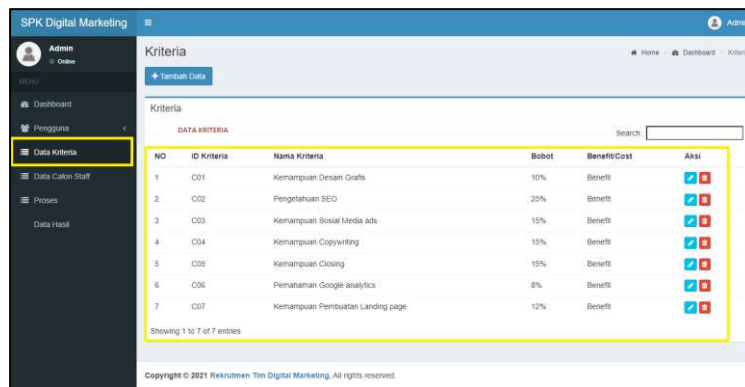 SPK Digital Marketing
Admin
Admin
Online
MENU
Dashboard
Pengguna
Data Kriteria
Data Calon Staff
Proses
Data Hasil
Kriteria
Home
Dashboard
+ Tambah Data
Kriteria
DATA KRITERIA
Search:
NO ID Kriteria Nama Kriteria Bobot Benefit/Cost Aksi
1 C01 Kemampuan Desain Grafis 10% Benefit
2 C02 Pengetahuan SEO 25% Benefit
3 C03 Kemampuan Sosial Media ads 15% Benefit
4 C04 Kemampuan Copywriting 15% Benefit
5 C05 Kemampuan Closing 15% Benefit
6 C06 Pemahaman Google analytics 8% Benefit
7 C07 Kemampuan Pembuatan Landing page 12% Benefit
Showing 1 to 7 of 7 entries
Copyright © 2021 Rekrutmen Tim Digital Marketing. All rights reserved.